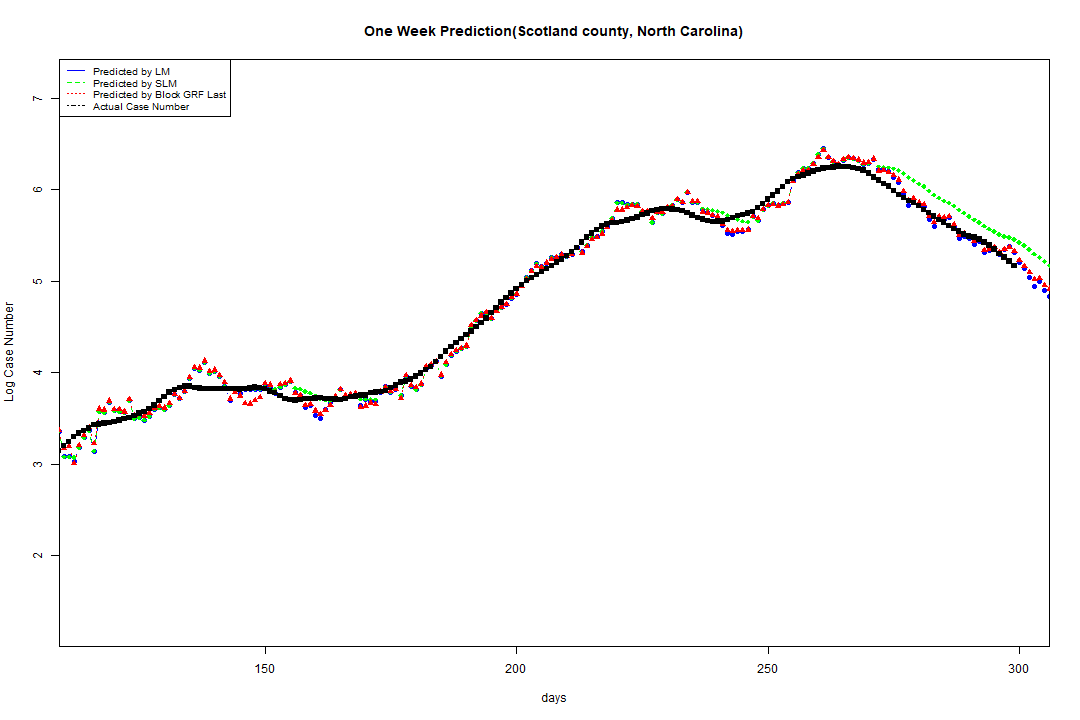 One Week Prediction(Scotland county, North Carolina)
Predicted by LM
Predicted by SLM
Predicted by Block GRF Last
Actual Case Number
7
6
5
4
3
2
Log Case Number
150 200 250 300
days